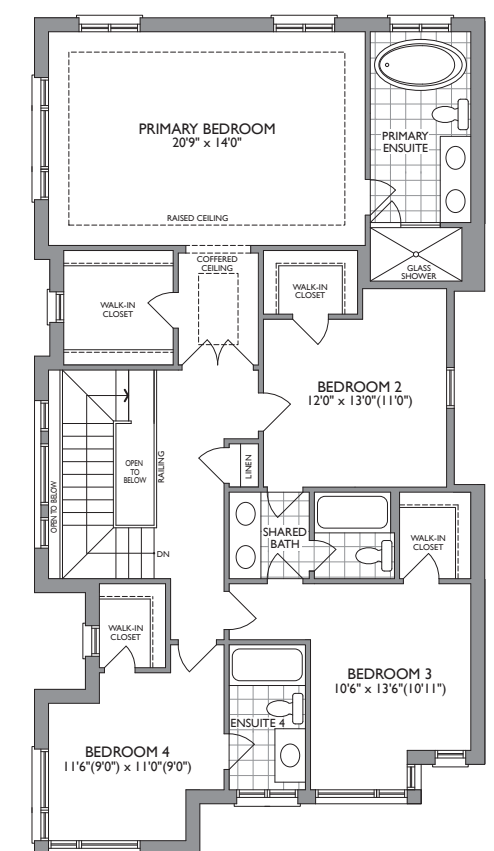 PRIMARY BEDROOM
20'9" x 14'0"
RAISED CEILING
PRIMARY
ENSUITE
GLASS
SHOWER
COFFERED
CEILING
WALK-IN
CLOSET
WALK-IN
CLOSET
BEDROOM 2
12'0" x 13'0"(11'0")
OPEN
TO
BELOW
RAILING
LINEN
OPEN TO BELOW
DN
SHARED
BATH
WALK-IN
CLOSET
WALK-IN
CLOSET
BEDROOM 3
10'6" x 13'6"(10'11")
ENSUITE 4
BEDROOM 4
11'6"(9'0") x 11'0"(9'0")